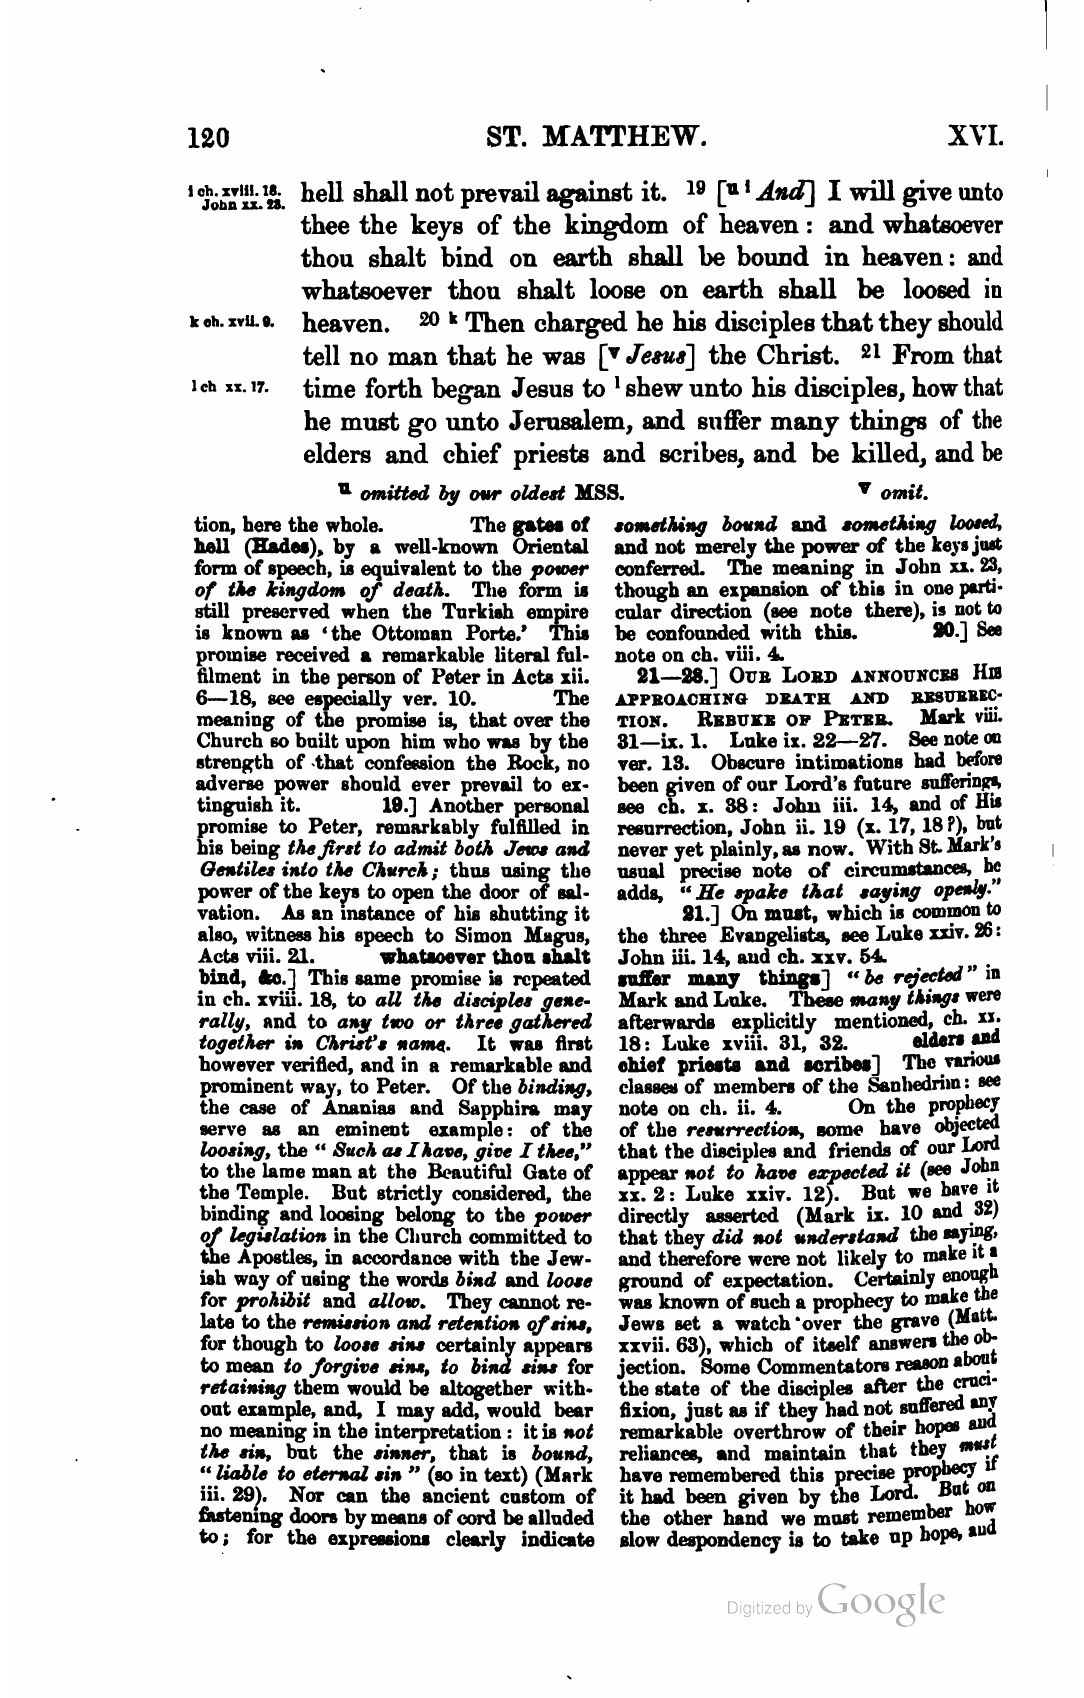 120 ST. MATTHEW. XVI.
i ch. xviii. 18.
John xx. 23.
hell shall not prevail against it. 19 [u i And] I will give unto
thee the keys of the kingdom of heaven : and whatsoever
thou shalt bind on earth shall be bound in heaven : and
whatsoever thou shalt loose on earth shall be loosed in
k ch. xvii. 9. heaven. 20 k Then charged he his disciples that they should
tell no man that he was [v Jesus] the Christ. 21 From that
l ch xx. 17. time forth began Jesus to l shew unto his disciples, how that
he must go unto Jerusalem, and suffer many things of the
elders and chief priests and scribes, and be killed, and be
u omitted by our oldest MSS. v omit.
tion, here the whole. The gates of
hell (Hades), by a well-known Oriental
form of speech, is equivalent to the power
of the kingdom of death. The form is
still preserved when the Turkish empire
is known as ‘the Ottoman Porte.’ This
promise received a remarkable literal ful-
filment in the person of Peter in Acts xii.
6—18, see especially ver. 10. The
meaning of the promise is, that over the
Church so built upon him who was by the
strength of that confession the Rock, no
adverse power should ever prevail to ex-
tinguish it. 19.] Another personal
promise to Peter, remarkably fulfilled in
his being the first to admit both Jews and
Gentiles into the Church; thus using the
power of the keys to open the door of sal-
vation. As an instance of his shutting it
also, witness his speech to Simon Magus,
Acts viii. 21. whatsoever thou shalt
bind, &c.] This same promise is repeated
in ch. xviii. 18, to all the disciples gene-
rally, and to any two or three gathered
together in Christ's name. It was first
however verified, and in a remarkable and
prominent way, to Peter. Of the binding,
the case of Ananias and Sapphira may
serve as an eminent example: of the
loosing, the “Such as I have, give I thee,”
to the lame man at the Beautiful Gate of
the Temple. But strictly considered, the
binding and loosing belong to the power
of legislation in the Church committed to
the Apostles, in accordance with the Jew-
ish way of using the words bind and loose
for prohibit and allow. They cannot re-
late to the remission and retention of sins,
for though to loose sins certainly appears
to mean to forgive sins, to bind sins for
retaining them would be altogether with-
out example, and, I may add, would bear
no meaning in the interpretation : it is not
the sin, but the sinner, that is bound,
“liable to eternal sin” (so in text) (Mark
iii. 29). Nor can the ancient custom of
fastening doors by means of cord be alluded
to; for the expressions clearly indicate
something bound and something loosed,
and not merely the power of the keys just
conferred. The meaning in John xx. 23,
though an expansion of this in one parti-
cular direction (see note there), is not to
be confounded with this. 20.] See
note on ch. viii. 4.
21—28.] OUR LORD ANNOUNCES HIS
APPROACHING DEATH AND RESURREC-
TION. REBUKE OF PETER. Mark viii.
31—ix. 1. Luke ix. 22—27. See note on
ver. 13. Obscure intimations had before
been given of our Lord's future sufferings,
see ch. x. 38: John iii. 14, and of His
resurrection, John ii. 19 (x. 17, 18 ?), but
never yet plainly, as now. With St. Mark's
usual precise note of circumstances, he
adds, “He spake that saying openly.”
21.] On must, which is common to
the three Evangelists, see Luke xxiv. 26:
John iii. 14, and ch. xxv. 54.
suffer many things] “be rejected” in
Mark and Luke. These many things were
afterwards explicitly mentioned, ch. xx.
18: Luke xviii. 31, 32. elders and
chief priests and scribes] The various
classes of members of the Sanhedrim: see
note on ch. ii. 4. On the prophecy
of the resurrection, some have objected
that the disciples and friends of our Lord
appear not to have expected it (see John
xx. 2: Luke xxiv. 12). But we have it
directly asserted (Mark ix. 10 and 32)
that they did not understand the saying,
and therefore were not likely to make it a
ground of expectation. Certainly enough
was known of such a prophecy to make the
Jews set a watch over the grave (Matt.
xxvii. 63), which of itself answers the ob-
jection. Some Commentators reason about
the state of the disciples after the cruci-
fixion, just as if they had not suffered any
remarkable overthrow of their hopes and
reliances, and maintain that they must
have remembered this precise prophecy if
it had been given by the Lord. But on
the other hand we must remember how
slow despondency is to take up hope, and
Digitized by Google